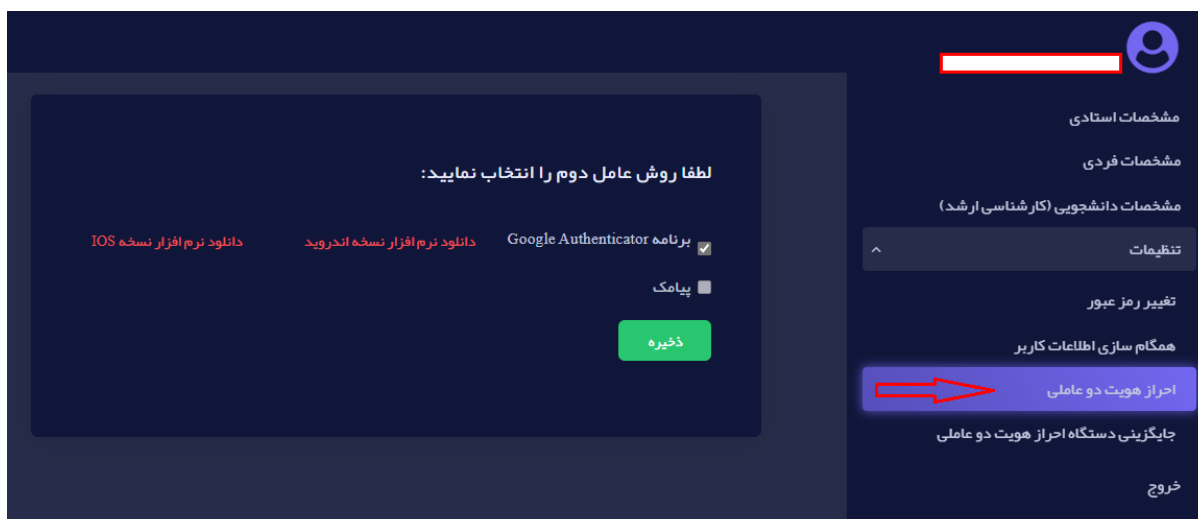 مشخصات استادی
مشخصات فردی
مشخصات دانشجویی (کارشناسی ارشد)
تنظیمات
تغییر رمز عبور
همگام سازی اطلاعات کاربر
احراز هویت دو عاملی
جایگزینی دستگاه احراز هویت دو عاملی
خروج
لطفا روش عامل دوم را انتخاب نمایید:
برنامه Google Authenticator دانلود نرم افزار نسخه اندروید دانلود نرم افزار نسخه IOS
پیامک
ذخیره